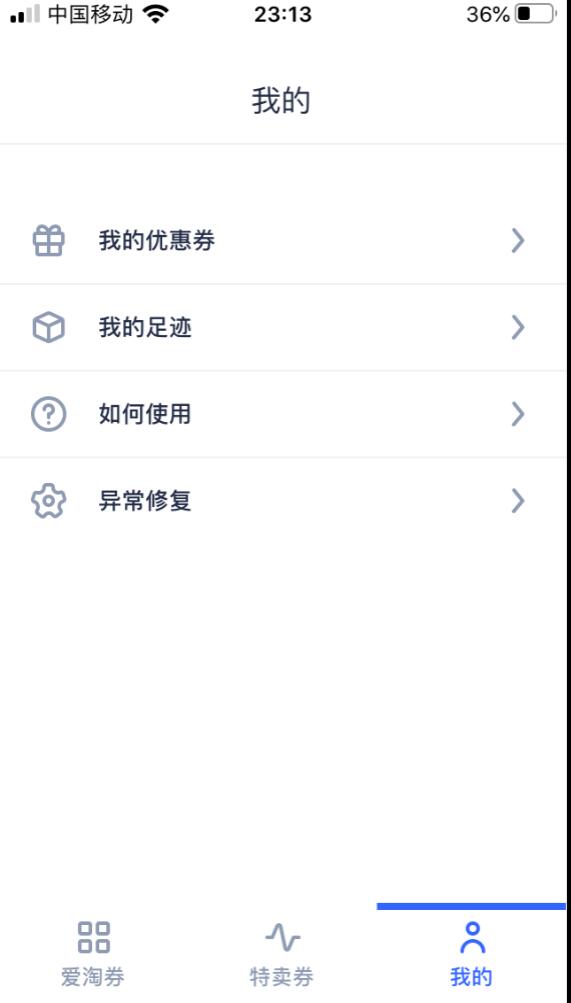 中国移动 23:13 36%
我的
我的优惠券
我的足迹
如何使用
异常修复
爱淘券 特卖券 我的